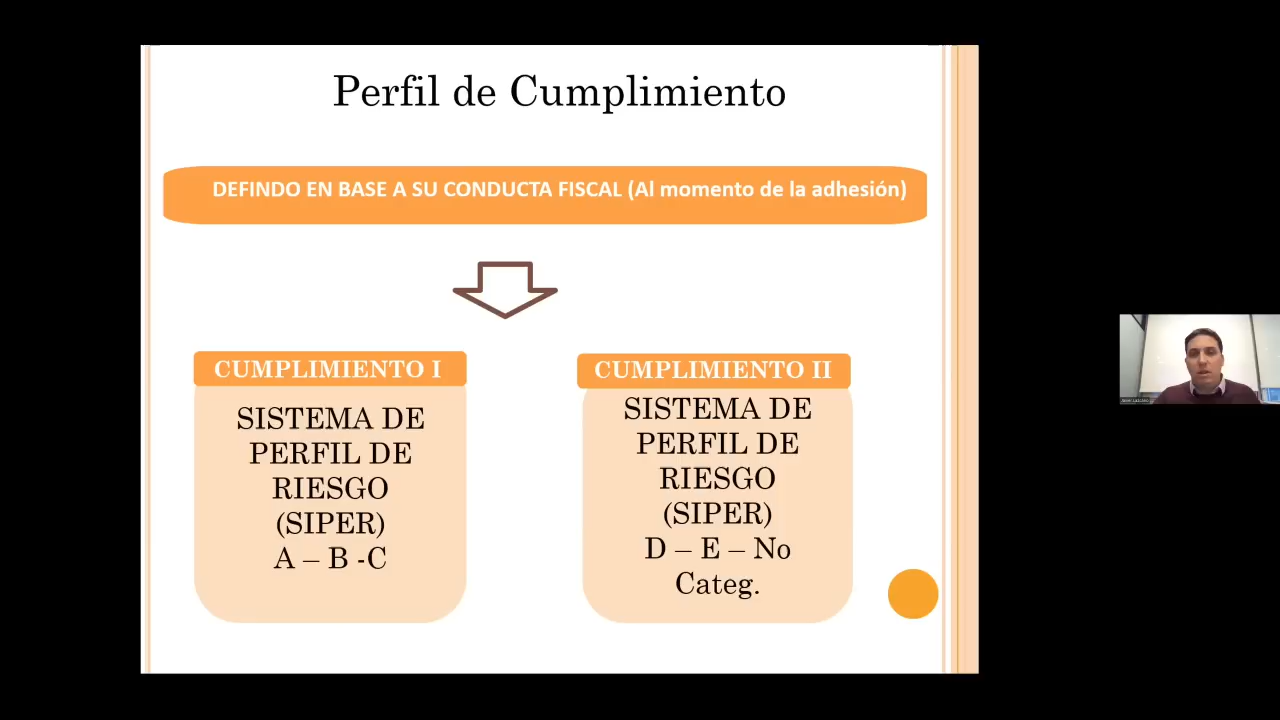 Perfil de Cumplimiento
DEFINDO EN BASE A SU CONDUCTA FISCAL (Al momento de la adhesión)
CUMPLIMIENTO I
SISTEMA DE
PERFIL DE
RIESGO
(SIPER)
A – B -C
CUMPLIMIENTO II
SISTEMA DE
PERFIL DE
RIESGO
(SIPER)
D – E – No
Categ.